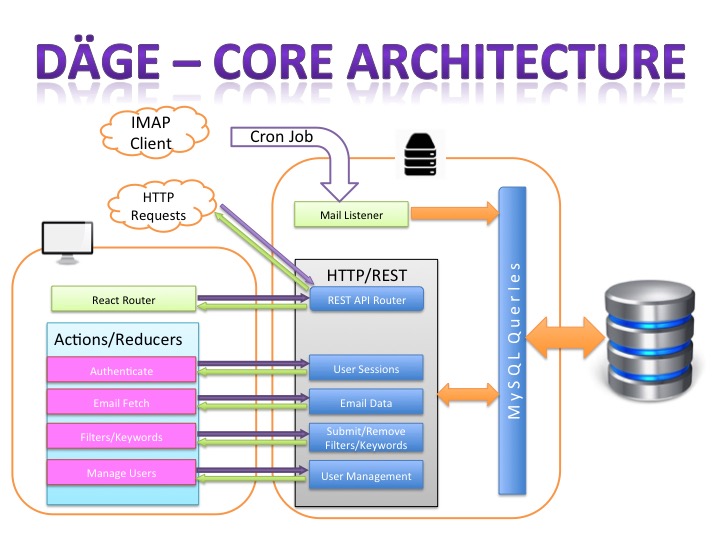 DÄGE – CORE ARCHITECTURE
IMAP
Client
Cron Job
HTTP
Requests
Mail Listener
HTTP/REST
React Router
REST API Router
Actions/Reducers
Authenticate
User Sessions
Email Fetch
Email Data
Filters/Keywords
Submit/Remove
Filters/Keywords
Manage Users
User Management
MySQL Queries